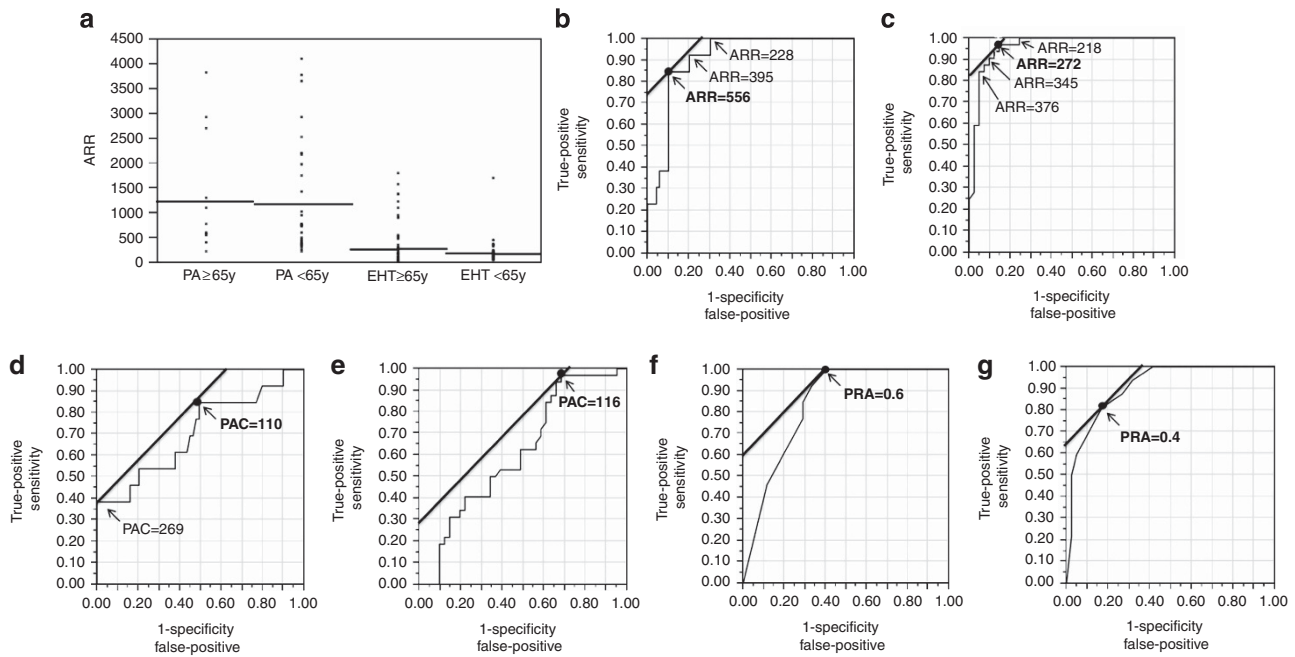 a
4500
4000
3500
3000
2500
2000
1500
1000
500
0
ARR
PA≥65y
PA <65y
EHT≥65y
EHT <65y
b
1.00
0.90
0.80
0.70
0.60
0.50
0.40
0.30
0.20
0.10
0.00
True-positive
sensitivity
ARR=228
ARR=395
ARR=556
0.00
0.20
0.40
0.60
0.80
1.00
1-specificity
false-positive
c
1.00
0.90
0.80
0.70
0.60
0.50
0.40
0.30
0.20
0.10
0.00
True-positive
sensitivity
ARR=218
ARR=272
ARR=345
ARR=376
0.00
0.20
0.40
0.60
0.80
1.00
1-specificity
false-positive
d
1.00
0.90
0.80
0.70
0.60
0.50
0.40
0.30
0.20
0.10
0.00
True-positive
sensitivity
PAC=110
PAC=269
0.00
0.20
0.40
0.60
0.80
1.00
1-specificity
false-positive
e
1.00
0.90
0.80
0.70
0.60
0.50
0.40
0.30
0.20
0.10
0.00
True-positive
sensitivity
PAC=116
0.00
0.20
0.40
0.60
0.80
1.00
1-specificity
false-positive
f
1.00
0.90
0.80
0.70
0.60
0.50
0.40
0.30
0.20
0.10
0.00
True-positive
sensitivity
PRA=0.6
0.00
0.20
0.40
0.60
0.80
1.00
1-specificity
false-positive
g
1.00
0.90
0.80
0.70
0.60
0.50
0.40
0.30
0.20
0.10
0.00
True-positive
sensitivity
PRA=0.4
0.00
0.20
0.40
0.60
0.80
1.00
1-specificity
false-positive